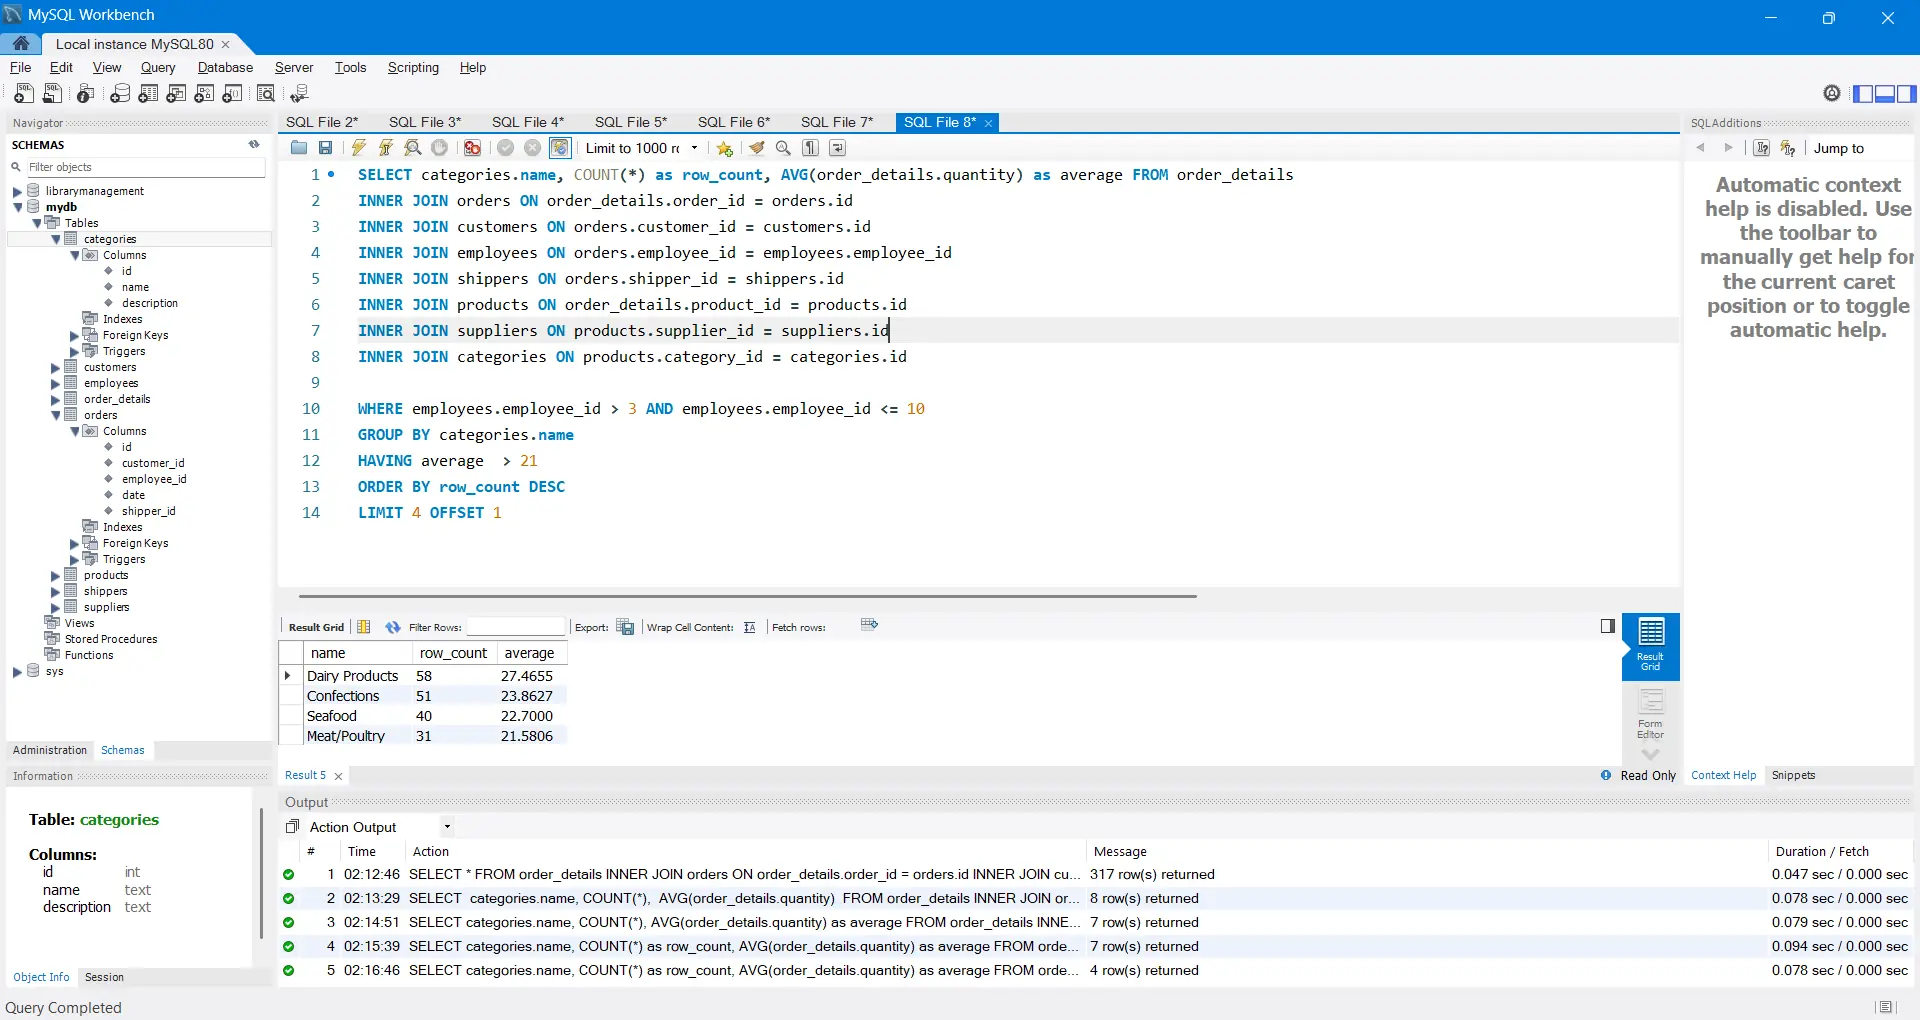 MySQL Workbench
Local instance MySQL80
File Edit View Query Database Server Tools Scripting Help
Navigator
SCHEMAS
Filter objects
librarymanagement
mydb
Tables
categories
Columns
id
name
description
Indexes
Foreign Keys
Triggers
customers
employees
order_details
orders
Columns
id
customer_id
employee_id
date
shipper_id
Indexes
Foreign Keys
Triggers
products
shippers
suppliers
Views
Stored Procedures
Functions
sys
Administration Schemas
Information
Table: categories
Columns:
id int
name text
description text
Object Info Session
Query Completed
SQL File 2* SQL File 3* SQL File 4* SQL File 5* SQL File 6* SQL File 7* SQL File 8*
Limit to 1000 rc
1 SELECT categories.name, COUNT(*) as row_count, AVG(order_details.quantity) as average FROM order_details
2 INNER JOIN orders ON order_details.order_id = orders.id
3 INNER JOIN customers ON orders.customer_id = customers.id
4 INNER JOIN employees ON orders.employee_id = employees.employee_id
5 INNER JOIN shippers ON orders.shipper_id = shippers.id
6 INNER JOIN products ON order_details.product_id = products.id
7 INNER JOIN suppliers ON products.supplier_id = suppliers.id
8 INNER JOIN categories ON products.category_id = categories.id
9
10 WHERE employees.employee_id > 3 AND employees.employee_id <= 10
11 GROUP BY categories.name
12 HAVING average  > 21
13 ORDER BY row_count DESC
14 LIMIT 4 OFFSET 1
Result Grid Filter Rows: Export: Wrap Cell Content: Fetch rows:
name row_count average
Dairy Products 58 27.4655
Confections 51 23.8627
Seafood 40 22.7000
Meat/Poultry 31 21.5806
Result Grid
Form Editor
Result 5
Read Only
Output
Action Output
# Time Action Message Duration / Fetch
1 02:12:46 SELECT * FROM order_details INNER JOIN orders ON order_details.order_id = orders.id INNER JOIN cu... 317 row(s) returned 0.047 sec / 0.000 sec
2 02:13:29 SELECT  categories.name, COUNT(*),  AVG(order_details.quantity)  FROM order_details INNER JOIN or... 8 row(s) returned 0.078 sec / 0.000 sec
3 02:14:51 SELECT categories.name, COUNT(*), AVG(order_details.quantity) as average FROM order_details INNE... 7 row(s) returned 0.079 sec / 0.000 sec
4 02:15:39 SELECT categories.name, COUNT(*) as row_count, AVG(order_details.quantity) as average FROM orde... 7 row(s) returned 0.094 sec / 0.000 sec
5 02:16:46 SELECT categories.name, COUNT(*) as row_count, AVG(order_details.quantity) as average FROM orde... 4 row(s) returned 0.078 sec / 0.000 sec
SQLAdditions
Jump to
Automatic context
help is disabled. Use
the toolbar to
manually get help for
the current caret
position or to toggle
automatic help.
Context Help Snippets